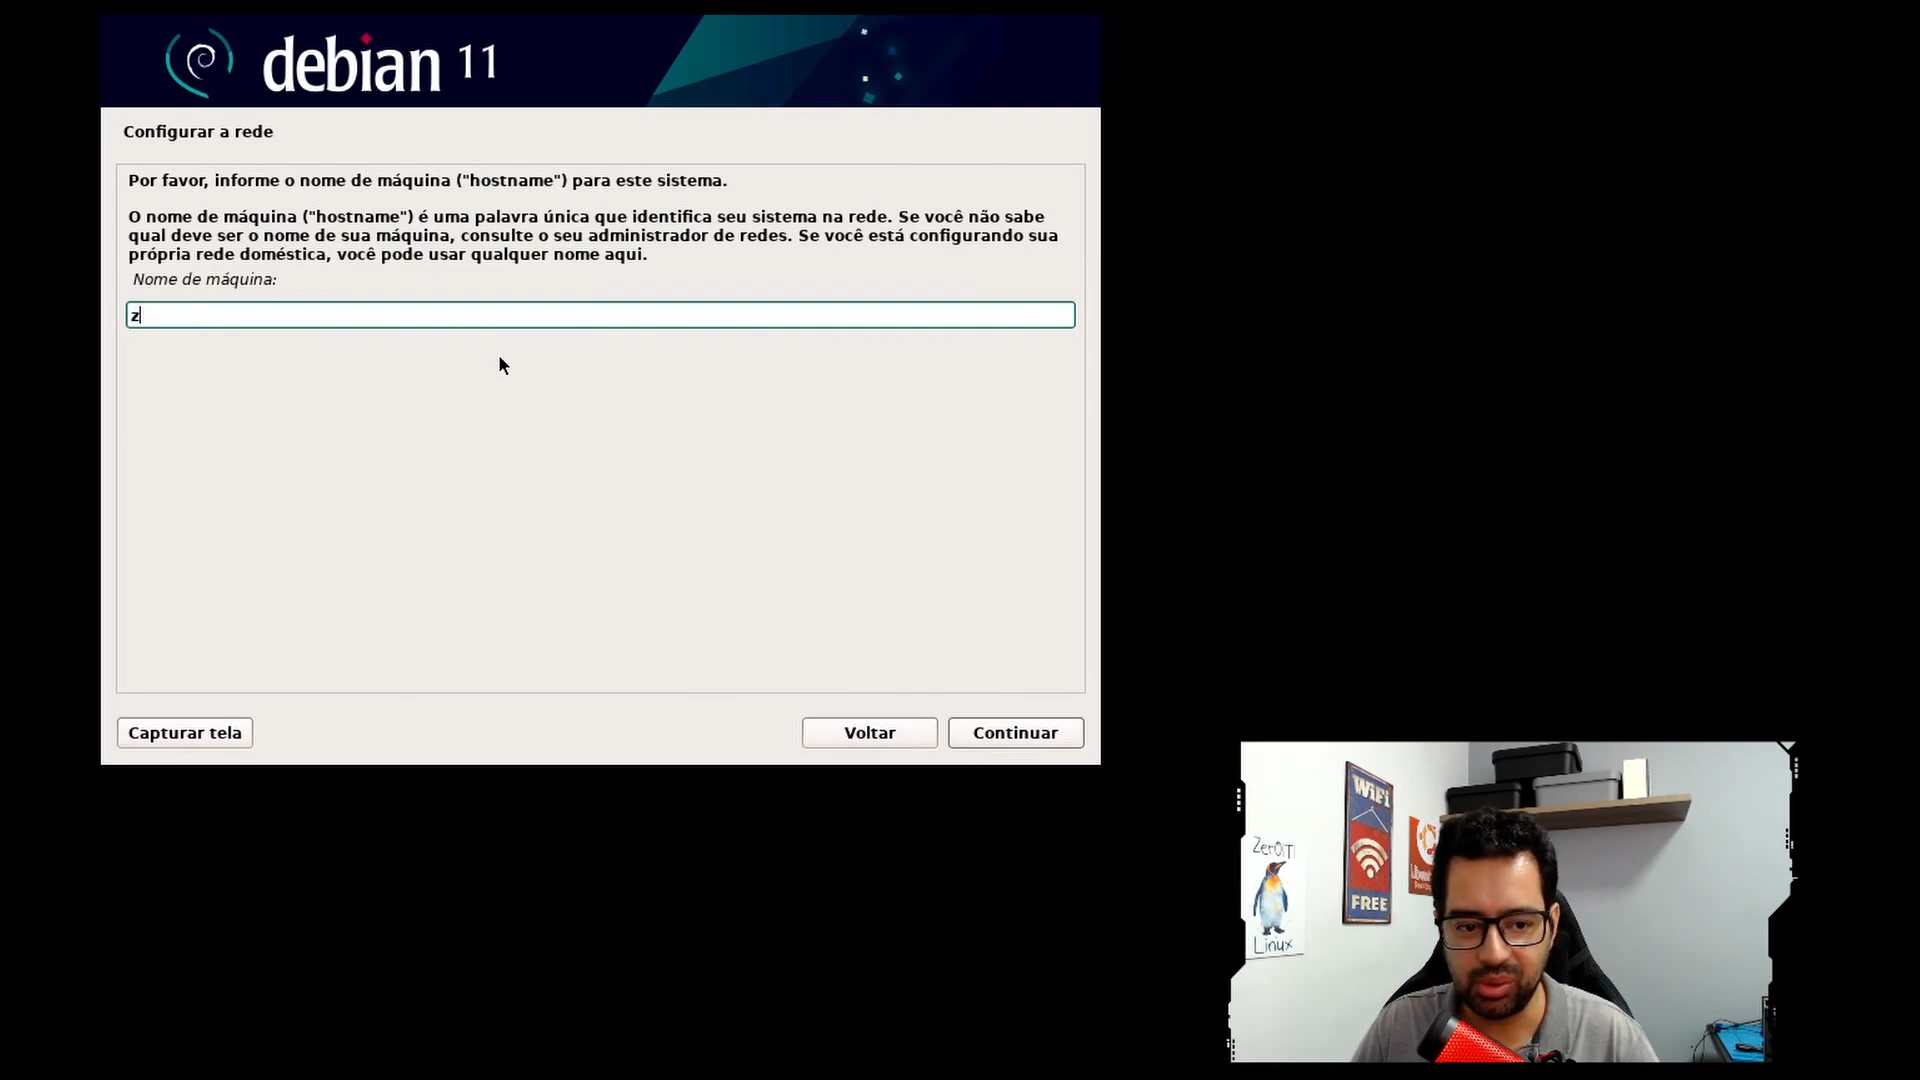 debian 11
Configurar a rede
Por favor, informe o nome de máquina ("hostname") para este sistema.
O nome de máquina ("hostname") é uma palavra única que identifica seu sistema na rede. Se você não sabe
qual deve ser o nome de sua máquina, consulte o seu administrador de redes. Se você está configurando sua
própria rede doméstica, você pode usar qualquer nome aqui.
Nome de máquina:
z
Capturar tela
Voltar
Continuar
WiFi
FREE
Linux